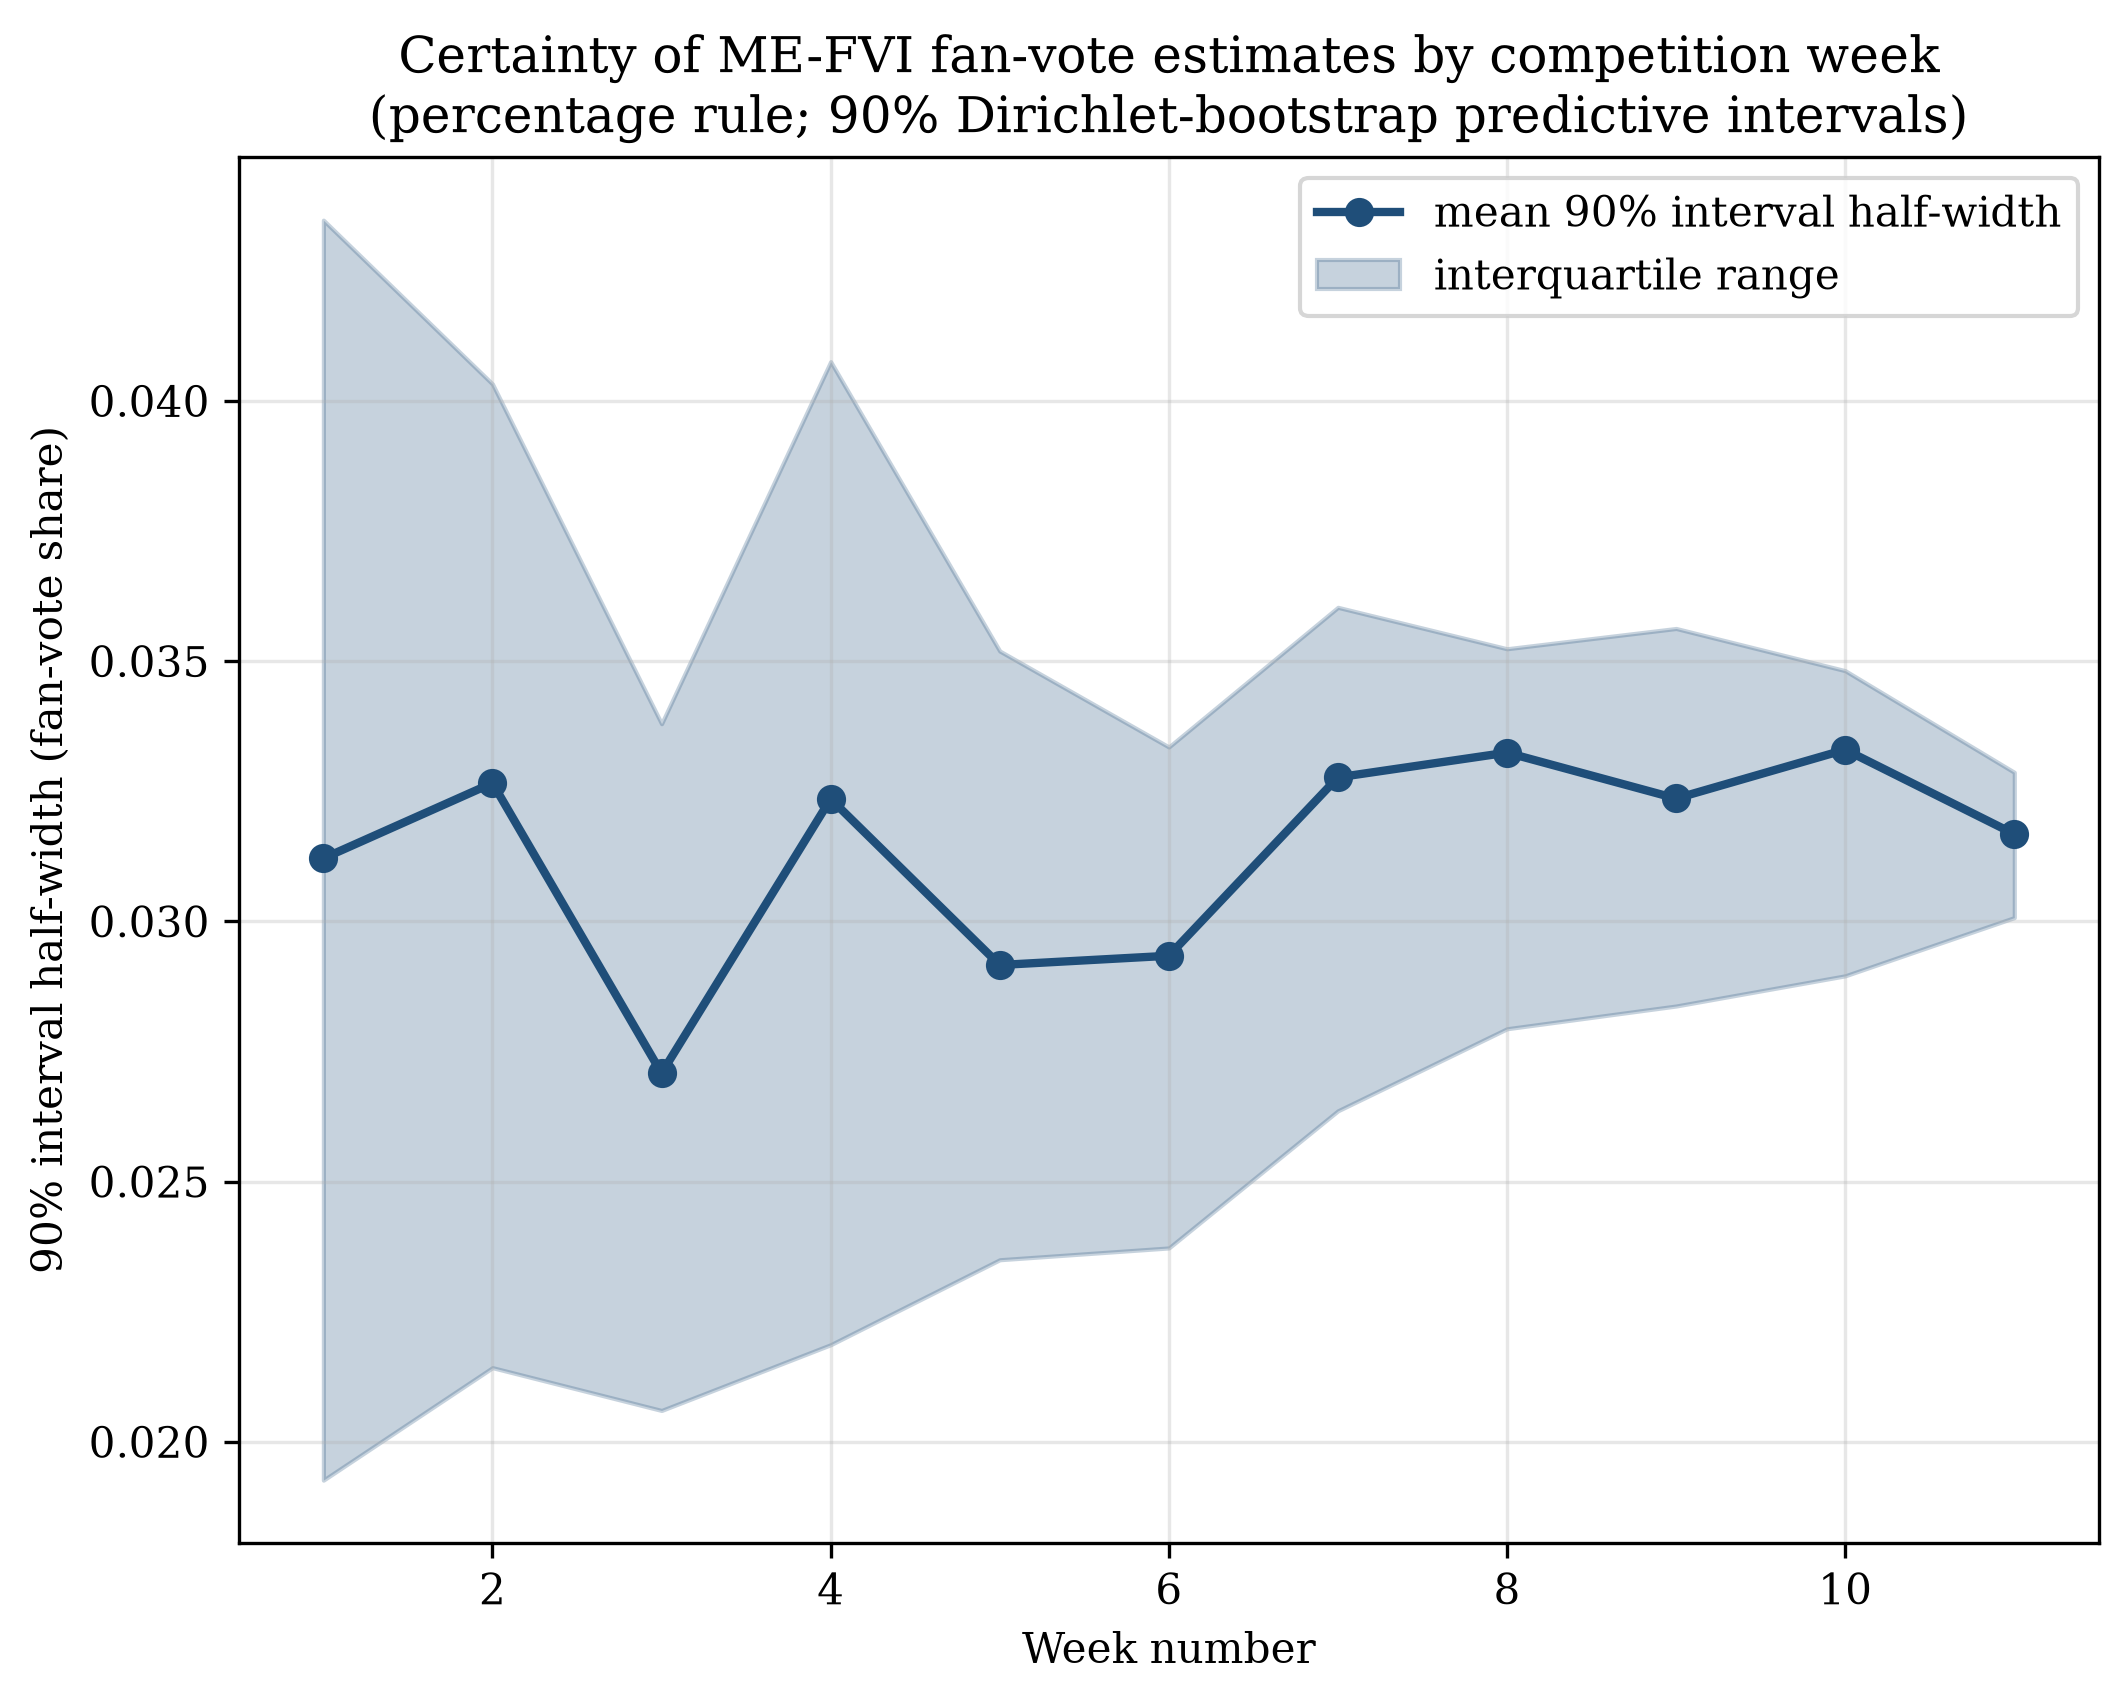 Certainty of ME-FVI fan-vote estimates by competition week
(percentage rule; 90% Dirichlet-bootstrap predictive intervals)
mean 90% interval half-width
interquartile range
90% interval half-width (fan-vote share)
0.040
0.035
0.030
0.025
0.020
2 4 6 8 10
Week number